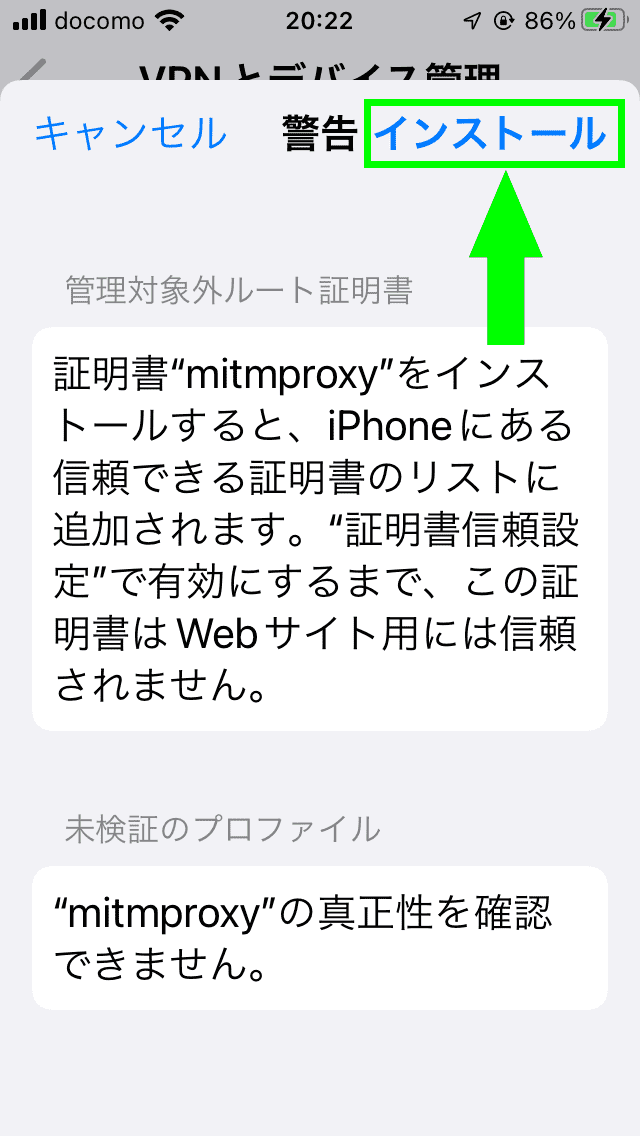 docomo 20:22 86%
VPNとデバイス管理
キャンセル 警告 インストール
管理対象外ルート証明書
証明書“mitmproxy”をインス
トールすると、iPhoneにある
信頼できる証明書のリストに
追加されます。“証明書信頼設
定”で有効にするまで、この証
明書はWebサイト用には信頼
されません。
未検証のプロファイル
“mitmproxy”の真正性を確認
できません。